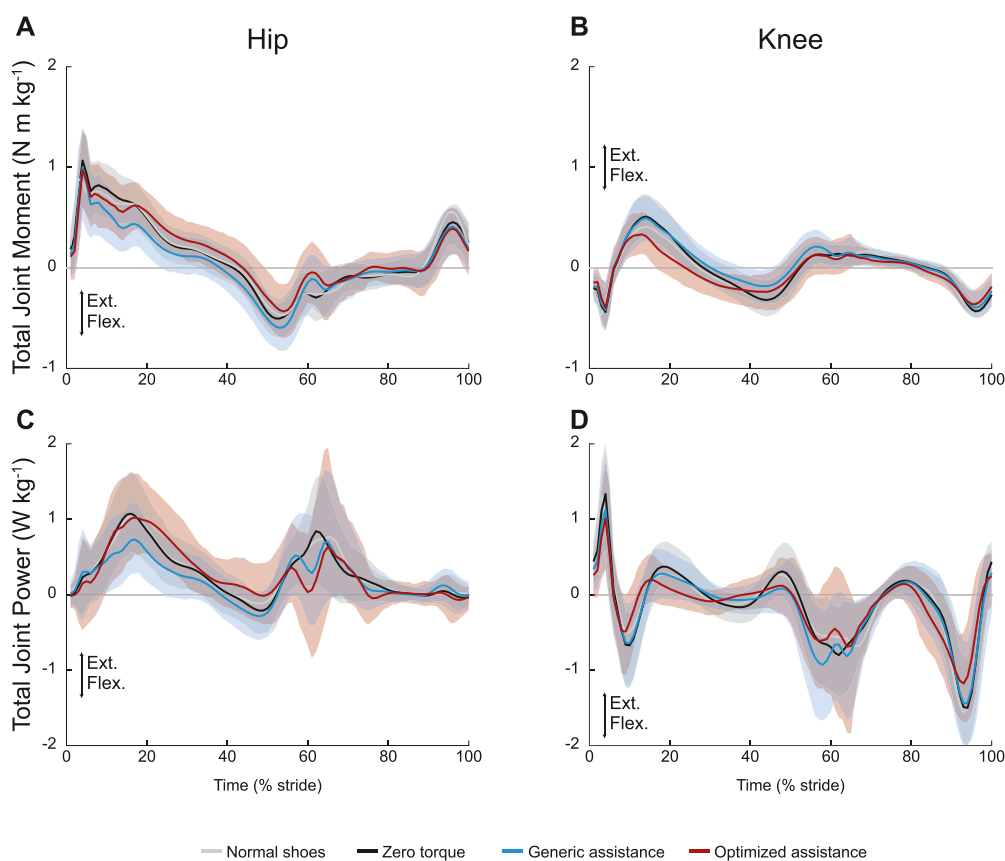 A
Hip
B
Knee
Total Joint Moment (N m kg-1)
2
1
0
-1
Ext.
Flex.
0
20
40
60
80
100
2
1
0
-1
Ext.
Flex.
0
20
40
60
80
100
C
D
Total Joint Power (W kg-1)
2
1
0
-1
-2
Ext.
Flex.
0
20
40
60
80
100
Time (% stride)
2
1
0
-1
-2
Ext.
Flex.
0
20
40
60
80
100
Time (% stride)
Normal shoes
Zero torque
Generic assistance
Optimized assistance